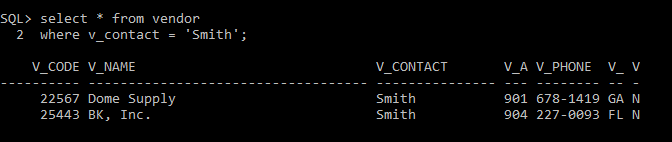 SQL> select * from vendor
  2  where v_contact = 'Smith';
    V_CODE V_NAME                              V_CONTACT       V_A V_PHONE  V_ V
---------- ----------------------------------- --------------- --- -------- -- -
     22567 Dome Supply                         Smith           901 678-1419 GA N
     25443 BK, Inc.                            Smith           904 227-0093 FL N